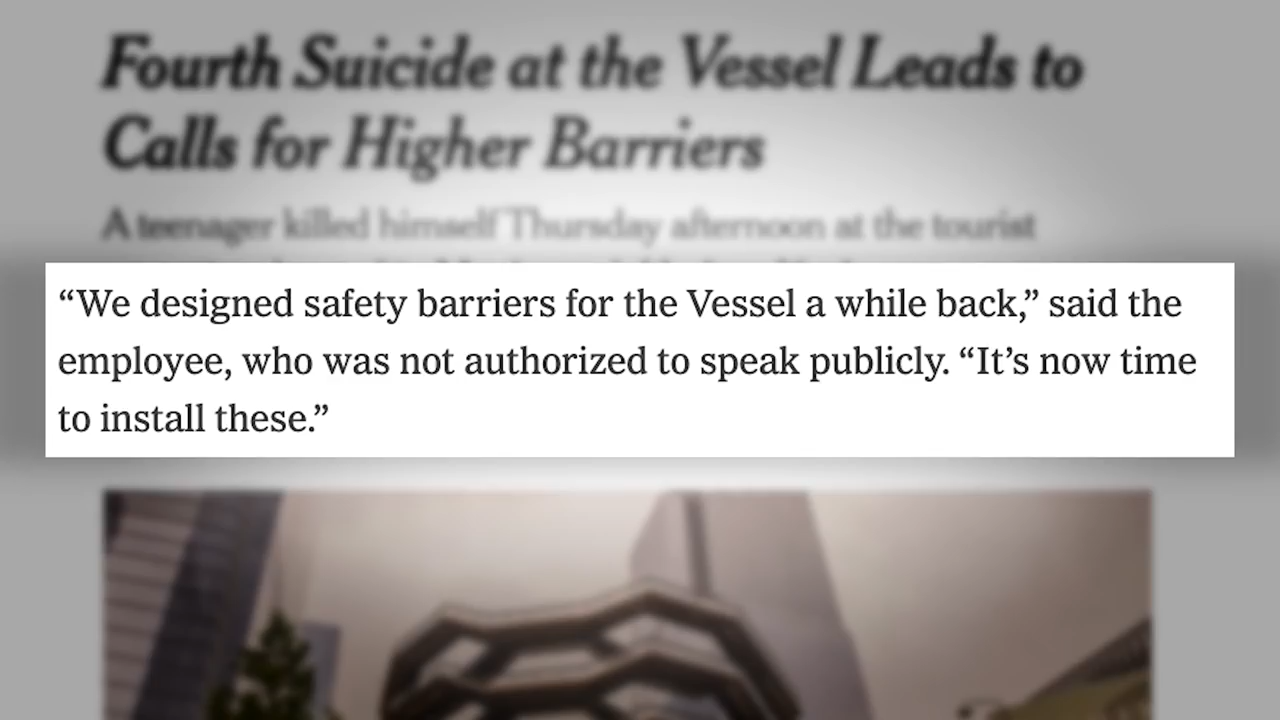 Fourth Suicide at the Vessel Leads to
Calls for Higher Barriers
A teenager killed himself Thursday afternoon at the tourist
“We designed safety barriers for the Vessel a while back,” said the
employee, who was not authorized to speak publicly. “It’s now time
to install these.”